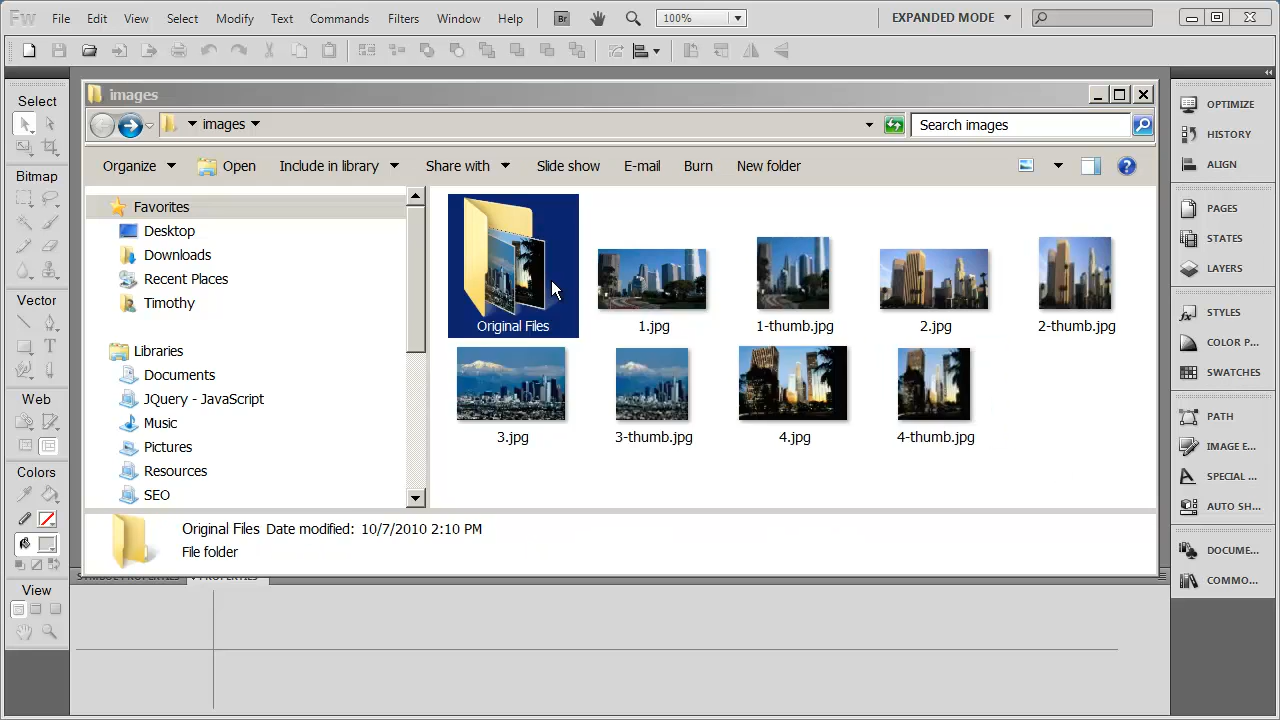 Fw File Edit View Select Modify Text Commands Filters Window Help Br 100% EXPANDED MODE
images
images Search images
Organize Open Include in library Share with Slide show E-mail Burn New folder
Select
Bitmap
Vector
Web
Colors
View
Favorites
Desktop
Downloads
Recent Places
Timothy
Libraries
Documents
JQuery - JavaScript
Music
Pictures
Resources
SEO
Original Files 1.jpg 1-thumb.jpg 2.jpg 2-thumb.jpg
3.jpg 3-thumb.jpg 4.jpg 4-thumb.jpg
Original Files Date modified: 10/7/2010 2:10 PM
File folder
SYMBOL PROPERTIES PROPERTIES
OPTIMIZE
HISTORY
ALIGN
PAGES
STATES
LAYERS
STYLES
COLOR P...
SWATCHES
PATH
IMAGE E...
SPECIAL ...
AUTO SH...
DOCUME...
COMMO...